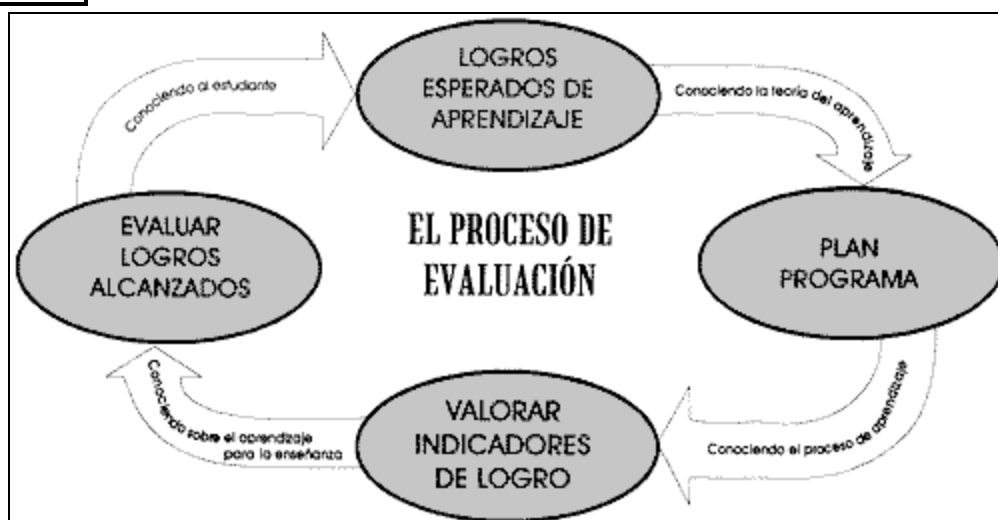 LOGROS
ESPERADOS DE
APRENDIZAJE
Conociendo al estudiante
Conociendo la teoría del aprendizaje
EL PROCESO DE
EVALUACIÓN
EVALUAR
LOGROS
ALCANZADOS
PLAN
PROGRAMA
Conociendo sobre el aprendizaje
para la enseñanza
VALORAR
INDICADORES
DE LOGRO
Conociendo el proceso de aprendizaje